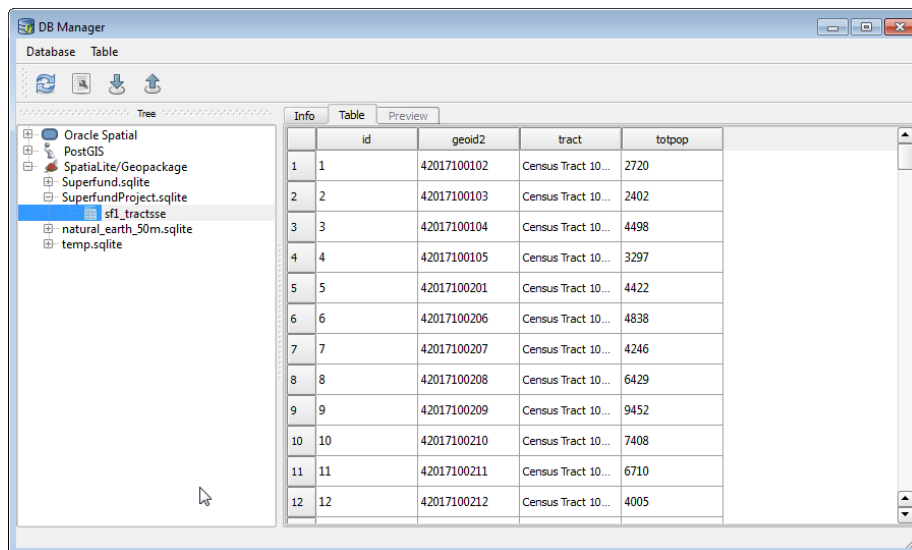 DB Manager
Database Table
Tree
Oracle Spatial
PostGIS
SpatiaLite/Geopackage
Superfund.sqlite
SuperfundProject.sqlite
sf1_tractsse
natural_earth_50m.sqlite
temp.sqlite
Info Table Preview
id geoid2 tract totpop
1 1 42017100102 Census Tract 10... 2720
2 2 42017100103 Census Tract 10... 2402
3 3 42017100104 Census Tract 10... 4498
4 4 42017100105 Census Tract 10... 3297
5 5 42017100201 Census Tract 10... 4422
6 6 42017100206 Census Tract 10... 4838
7 7 42017100207 Census Tract 10... 4246
8 8 42017100208 Census Tract 10... 6429
9 9 42017100209 Census Tract 10... 9452
10 10 42017100210 Census Tract 10... 7408
11 11 42017100211 Census Tract 10... 6710
12 12 42017100212 Census Tract 10... 4005